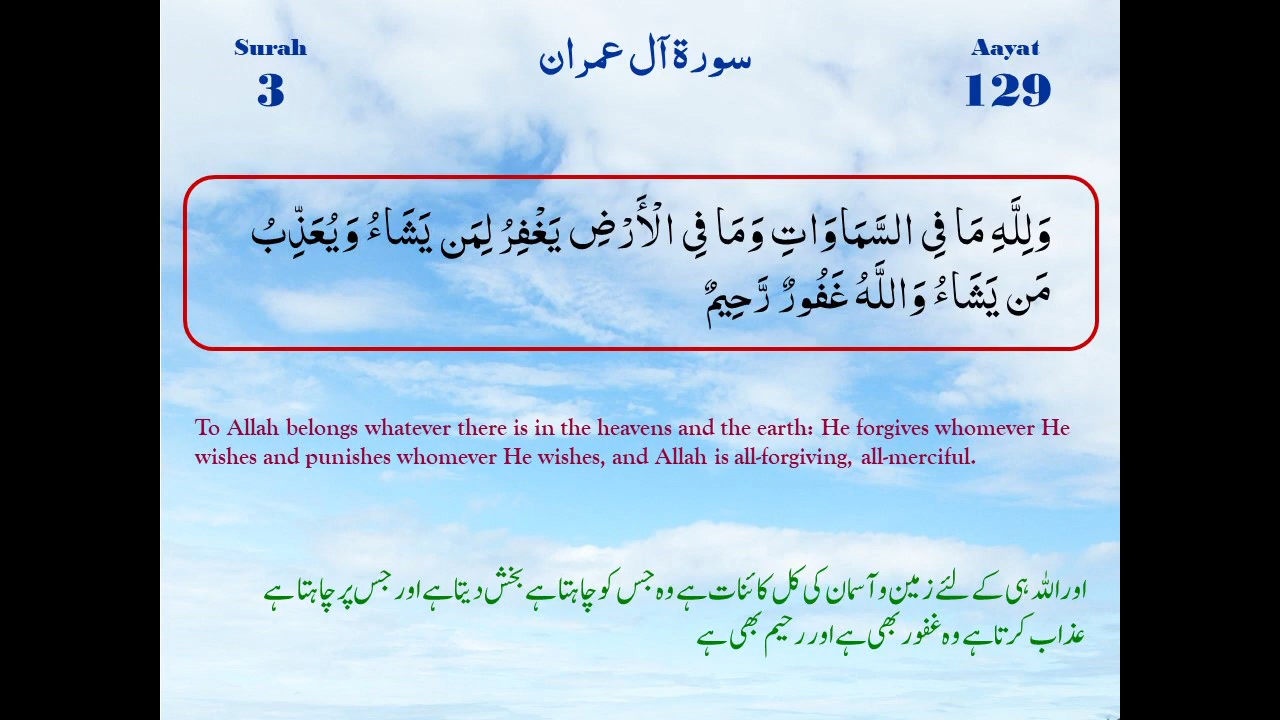 Surah
3
سورة آل عمران
Aayat
129
وَلِلَّهِ مَا فِي السَّمَاوَاتِ وَمَا فِي الْأَرْضِ يَغْفِرُ لِمَن يَشَاءُ وَيُعَذِّبُ
مَن يَشَاءُ وَاللَّهُ غَفُورٌ رَّحِيمٌ
To Allah belongs whatever there is in the heavens and the earth: He forgives whomever He
wishes and punishes whomever He wishes, and Allah is all-forgiving, all-merciful.
اور اللہ ہی کے لئے زمین و آسمان کی کل کائنات ہے وہ جس کو چاہتا ہے بخش دیتا ہے اور جس پر چاہتا ہے
عذاب کرتا ہے وہ غفور بھی ہے اور رحیم بھی ہے